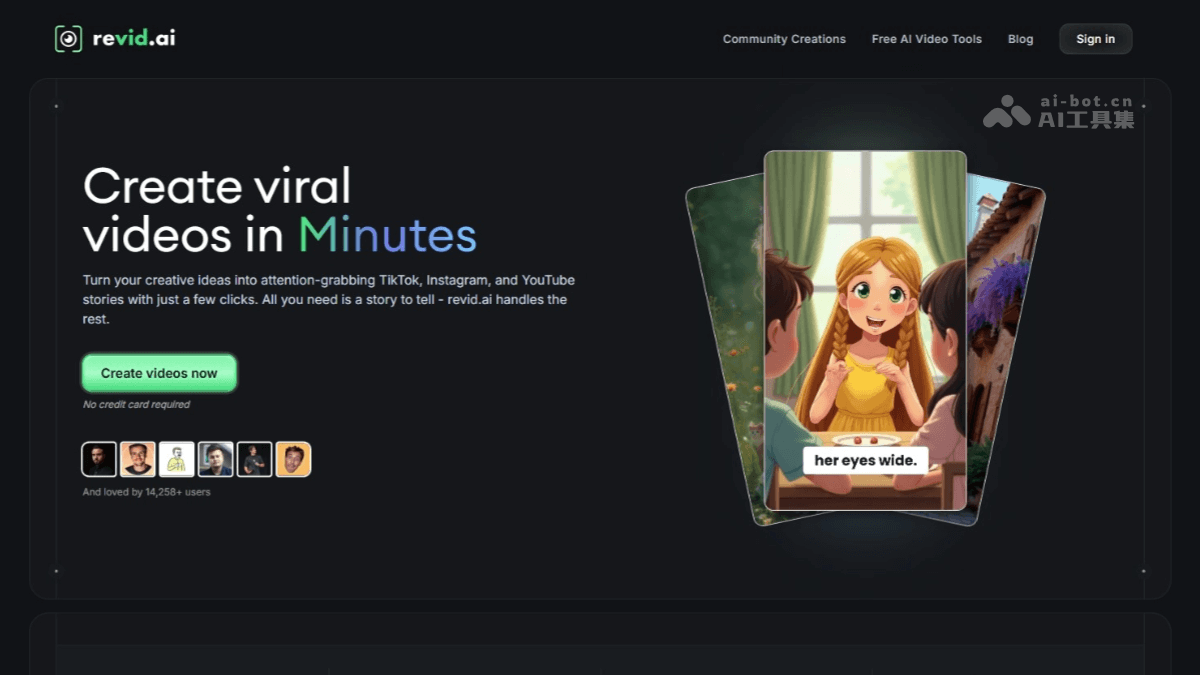 revid.ai
Community Creations
Free AI Video Tools
Blog
Sign in
ai-bot.cn
AI工具集
Create viral
videos in Minutes
Turn your creative ideas into attention-grabbing TikTok, Instagram, and YouTube
stories with just a few clicks. All you need is a story to tell - revid.ai handles the
rest.
Create videos now
No credit card required
And loved by 14,258+ users
her eyes wide.